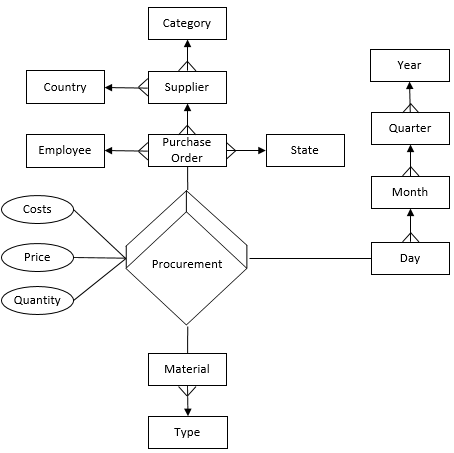 Category
Year
Country
Supplier
Quarter
Employee
Purchase
Order
State
Month
Costs
Price
Procurement
Day
Quantity
Material
Type